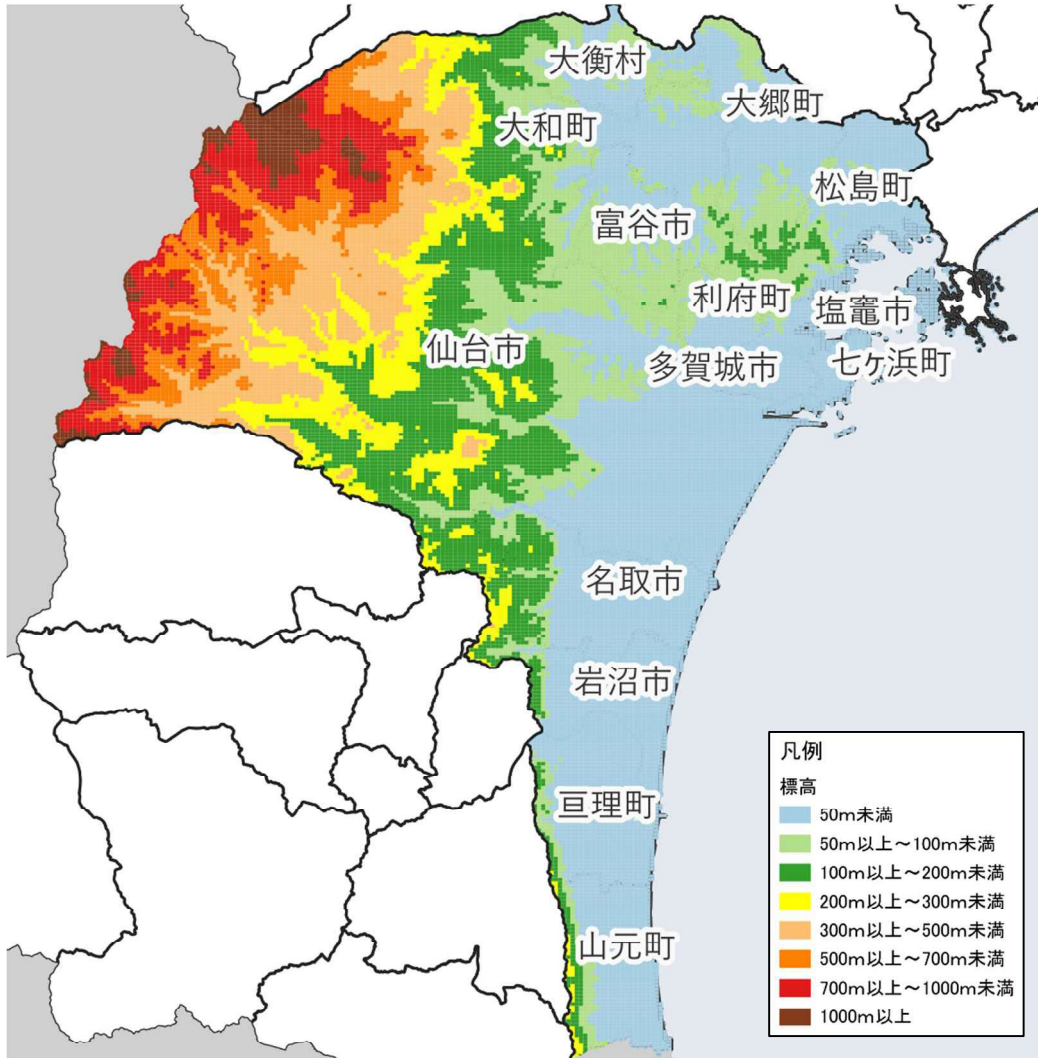 大衡村
大郷町
大和町
松島町
富谷市
利府町
塩竈市
仙台市
多賀城市
七ヶ浜町
名取市
岩沼市
亘理町
山元町
凡例
標高
50m未満
50m以上～100m未満
100m以上～200m未満
200m以上～300m未満
300m以上～500m未満
500m以上～700m未満
700m以上～1000m未満
1000m以上